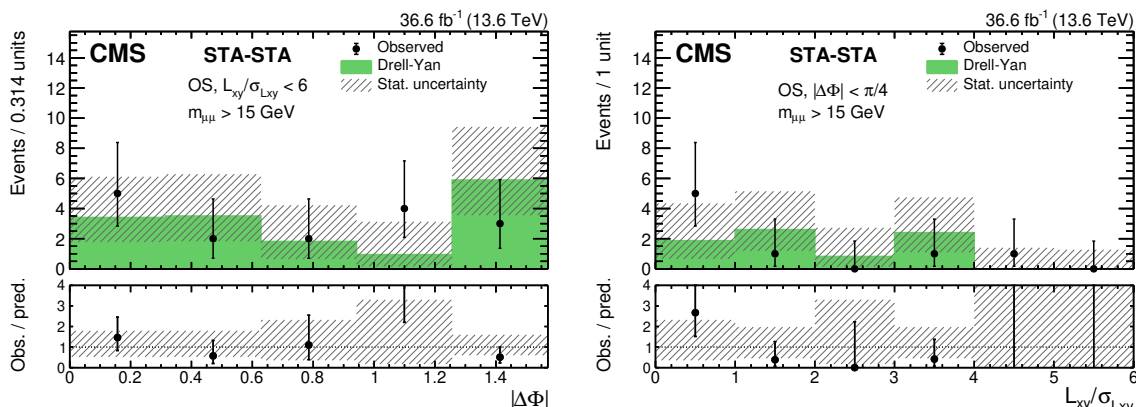 36.6 fb⁻¹ (13.6 TeV)
CMS
STA-STA
OS, L_xy/σ_Lxy < 6
m_μμ > 15 GeV
Observed
Drell-Yan
Stat. uncertainty
Events / 0.314 units
14
12
10
8
6
4
2
0
Obs. / pred.
4
3
2
1
0
0 0.2 0.4 0.6 0.8 1 1.2 1.4
|ΔΦ|
36.6 fb⁻¹ (13.6 TeV)
CMS
STA-STA
OS, |ΔΦ| < π/4
m_μμ > 15 GeV
Observed
Drell-Yan
Stat. uncertainty
Events / 1 unit
14
12
10
8
6
4
2
0
Obs. / pred.
4
3
2
1
0
0 1 2 3 4 5 6
L_xy/σ_Lxy